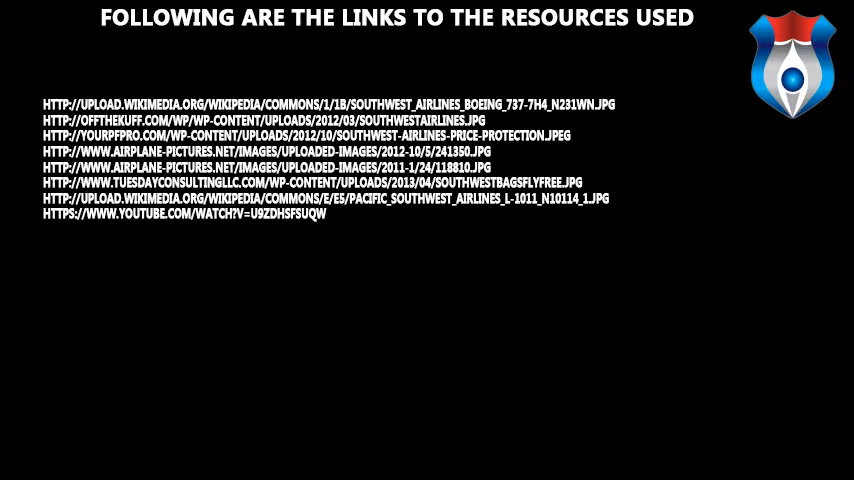 FOLLOWING ARE THE LINKS TO THE RESOURCES USED
HTTP://UPLOAD.WIKIMEDIA.ORG/WIKIPEDIA/COMMONS/1/1B/SOUTHWEST_AIRLINES_BOEING_737-7H4_N231WN.JPG
HTTP://OFFTHEKUFF.COM/WP/WP-CONTENT/UPLOADS/2012/03/SOUTHWESTAIRLINES.JPG
HTTP://YOURPFPRO.COM/WP-CONTENT/UPLOADS/2012/10/SOUTHWEST-AIRLINES-PRICE-PROTECTION.JPEG
HTTP://WWW.AIRPLANE-PICTURES.NET/IMAGES/UPLOADED-IMAGES/2012-10/5/241350.JPG
HTTP://WWW.AIRPLANE-PICTURES.NET/IMAGES/UPLOADED-IMAGES/2011-1/24/118810.JPG
HTTP://WWW.TUESDAYCONSULTINGLLC.COM/WP-CONTENT/UPLOADS/2013/04/SOUTHWESTBAGSFLYFREE.JPG
HTTP://UPLOAD.WIKIMEDIA.ORG/WIKIPEDIA/COMMONS/E/E5/PACIFIC_SOUTHWEST_AIRLINES_L-1011_N10114_1.JPG
HTTPS://WWW.YOUTUBE.COM/WATCH?V=U9ZDHSFSUQW